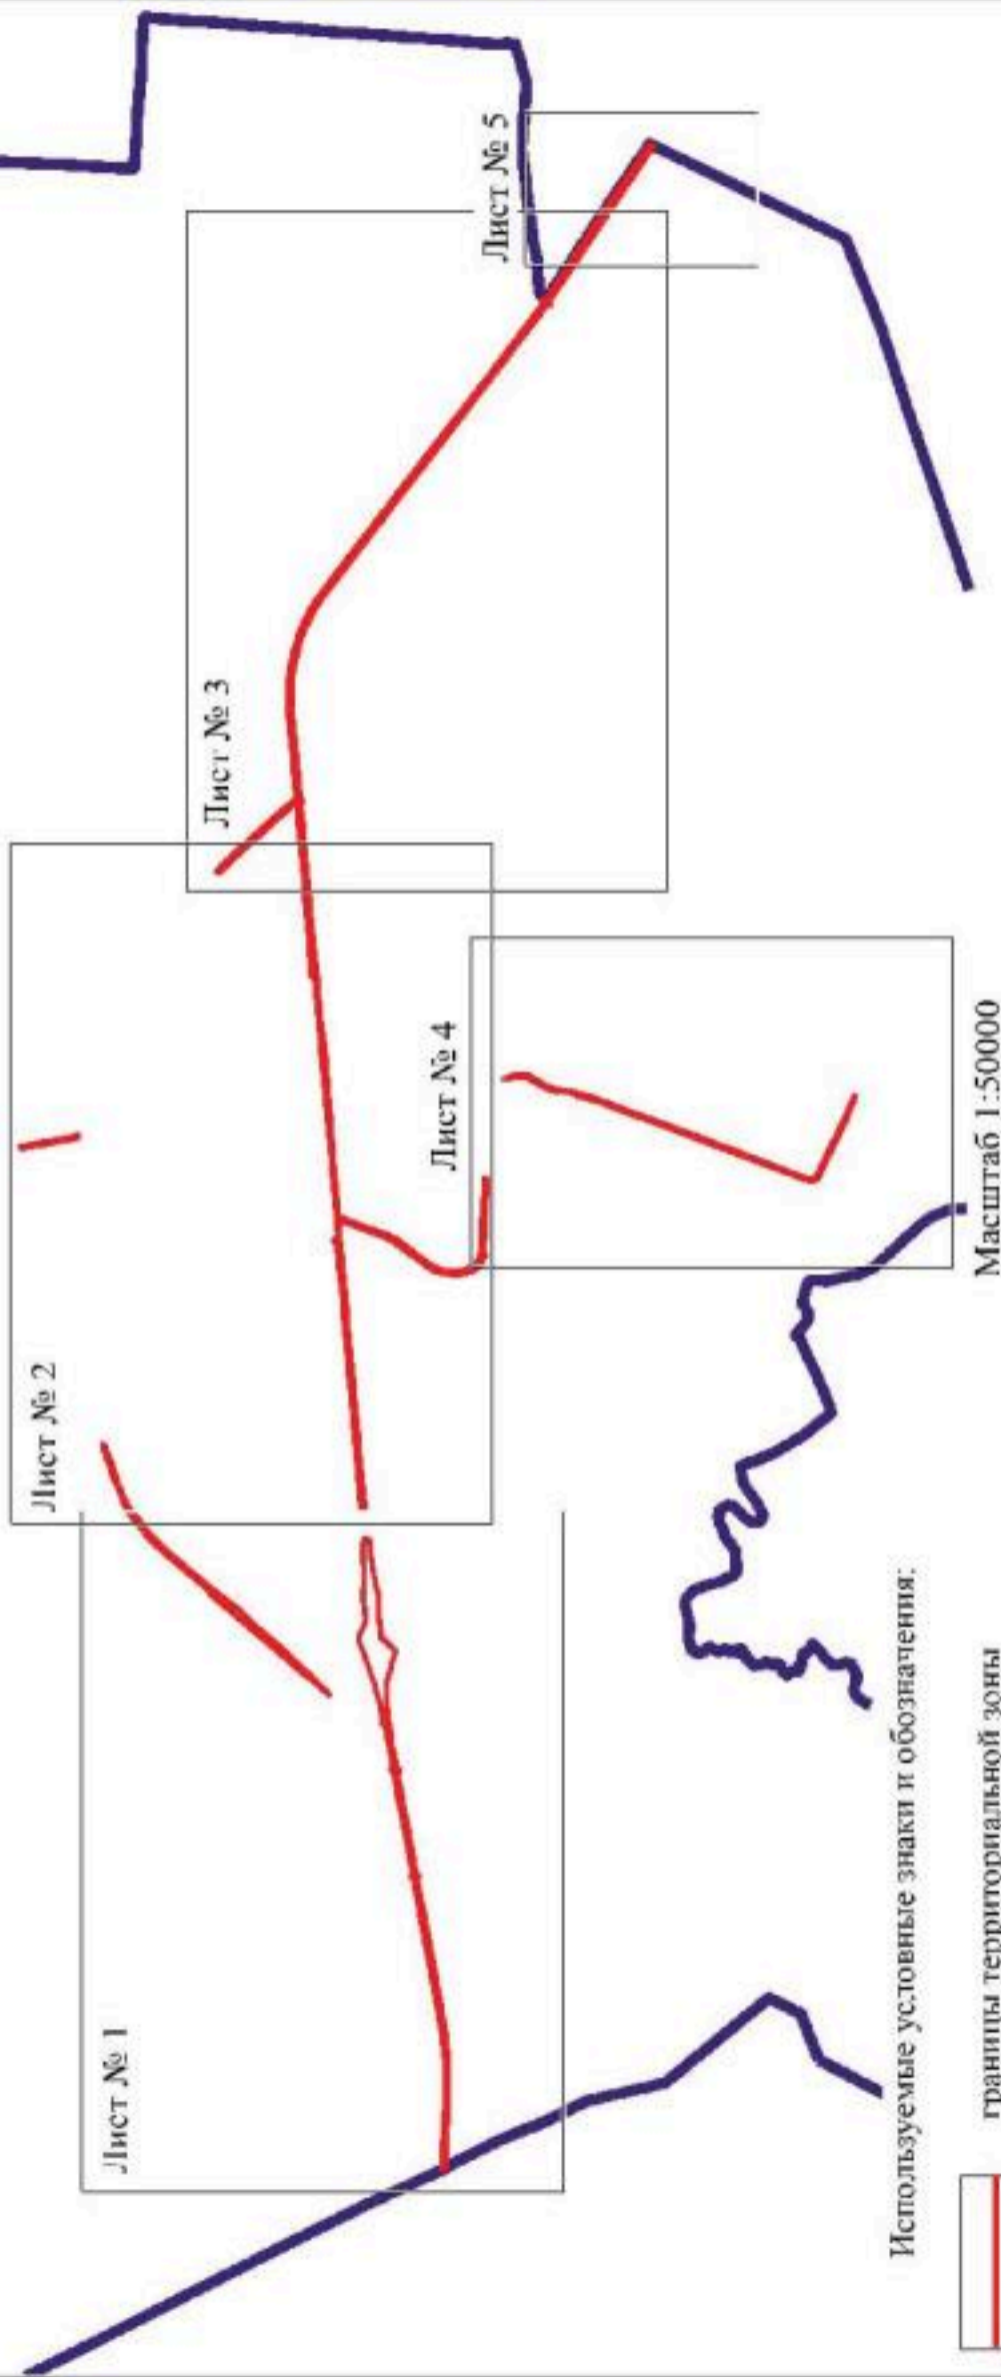 Лист № 1
Лист № 2
Лист № 3
Лист № 4
Лист № 5
Масштаб 1:50000
Используемые условные знаки и обозначения:
границы территориальной зоны